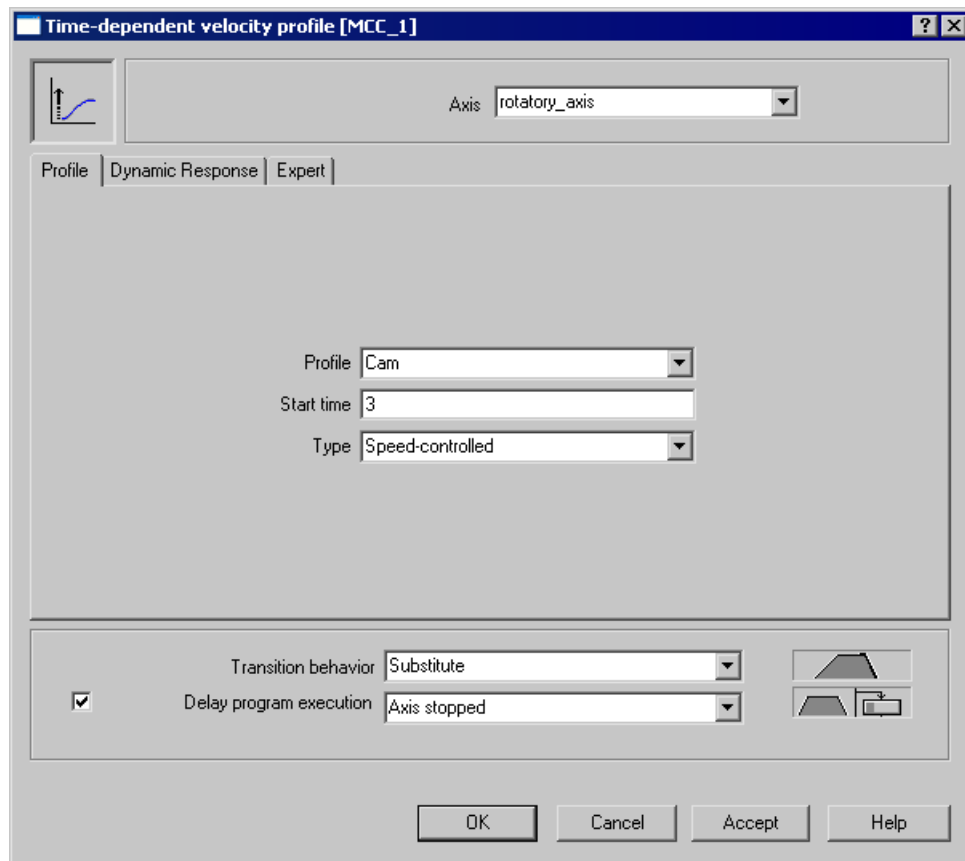 Time-dependent velocity profile [MCC_1]
Axis rotatory_axis
Profile Dynamic Response Expert
Profile Cam
Start time 3
Type Speed-controlled
Transition behavior Substitute
Delay program execution Axis stopped
OK Cancel Accept Help